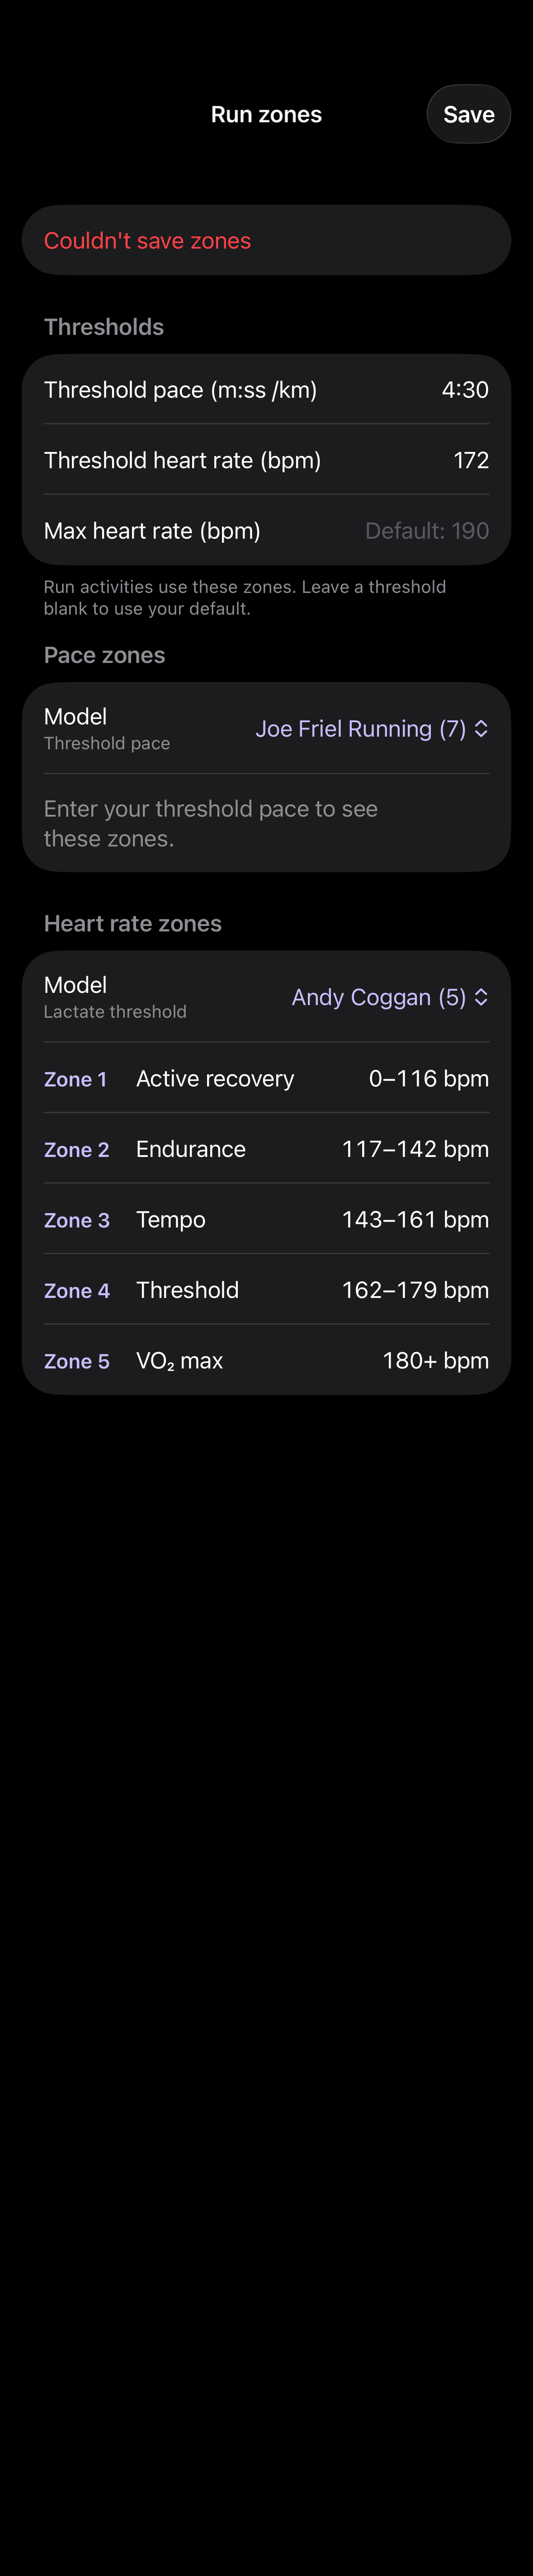 Run zones
Save
Couldn't save zones
Thresholds
Threshold pace (m:ss /km) 4:30
Threshold heart rate (bpm) 172
Max heart rate (bpm) Default: 190
Run activities use these zones. Leave a threshold
blank to use your default.
Pace zones
Model
Threshold pace
Joe Friel Running (7)
Enter your threshold pace to see
these zones.
Heart rate zones
Model
Lactate threshold
Andy Coggan (5)
Zone 1 Active recovery 0–116 bpm
Zone 2 Endurance 117–142 bpm
Zone 3 Tempo 143–161 bpm
Zone 4 Threshold 162–179 bpm
Zone 5 VO₂ max 180+ bpm